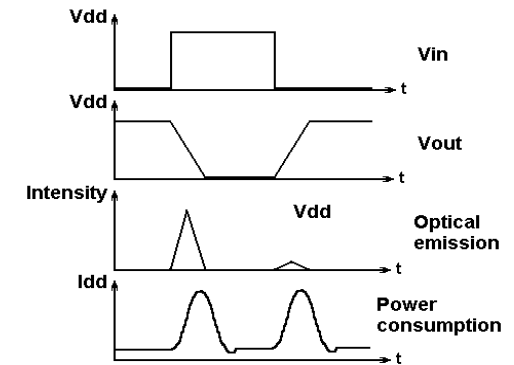 Vdd
Vin
t
Vdd
Vout
t
Intensity
Vdd
Optical
emission
t
Idd
Power
consumption
t